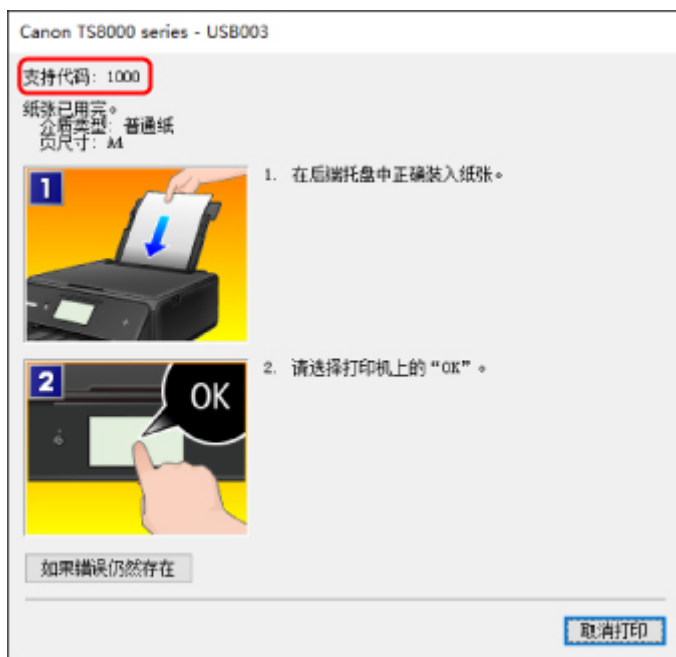 Canon TS8000 series - USB003
支持代码: 1000
纸张已用完。
介质类型: 普通纸
页尺寸: A4
1
1. 在后端托盘中正确装入纸张。
2
OK
2. 请选择打印机上的“OK”。
如果错误仍然存在
取消打印